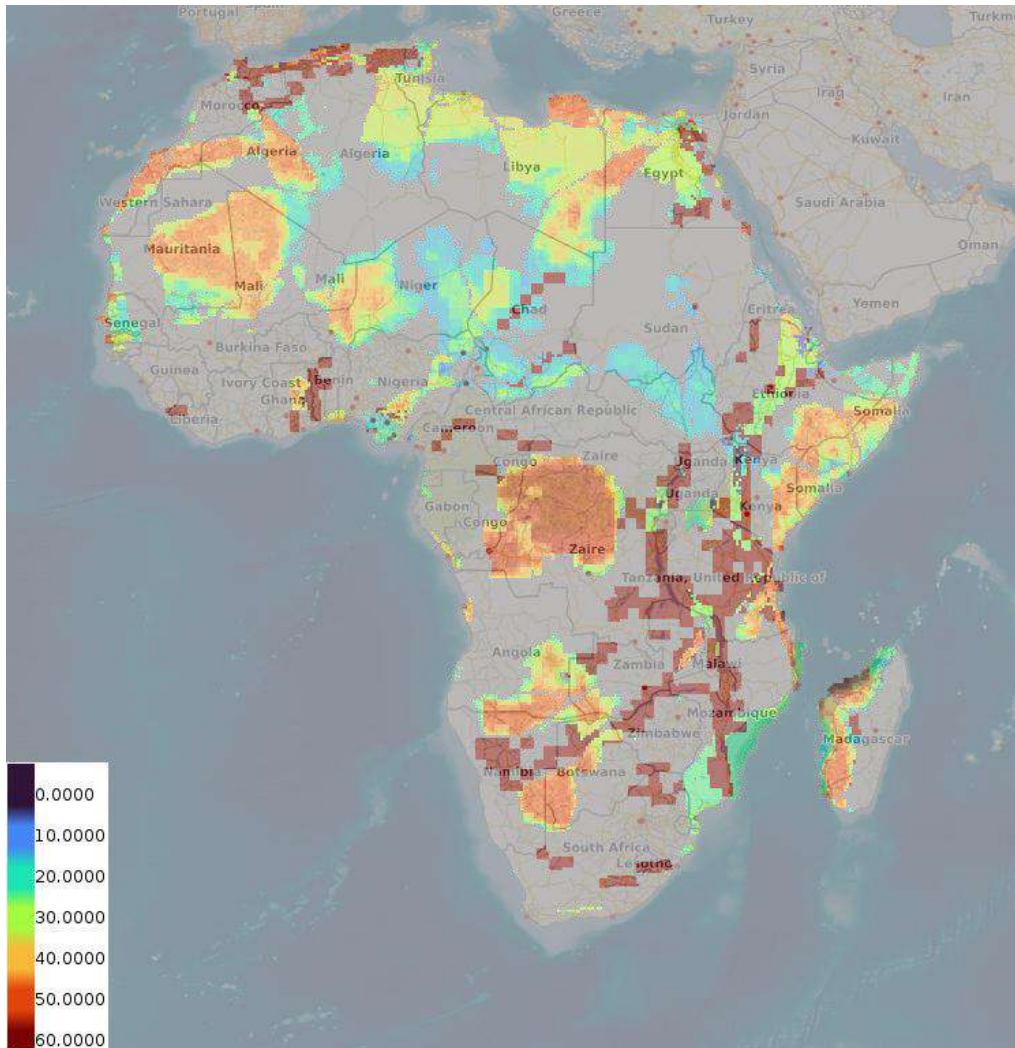 Portugal
Spain
Greece
Turkey
Turkm
Syria
Tunisia
Iraq
Iran
Morocco
Jordan
Kuwait
Algeria
Algeria
Libya
Egypt
Western Sahara
Saudi Arabia
Mauritania
Oman
Mali
Mali
Niger
Chad
Eritrea
Yemen
Senegal
Sudan
Burkina Faso
Guinea
Benin
Ivory Coast
Nigeria
Ethiopia
Ghana
Somalia
Liberia
Central African Republic
Cameroon
Congo
Zaire
Uganda
Kenya
Somalia
Gabon
Uganda
Kenya
Congo
Zaire
Tanzania, United Republic of
Angola
Zambia
Malawi
Mozambique
Zimbabwe
Madagascar
Namibia
Botswana
0.0000
10.0000
20.0000
30.0000
40.0000
50.0000
60.0000
South Africa
Lesotho